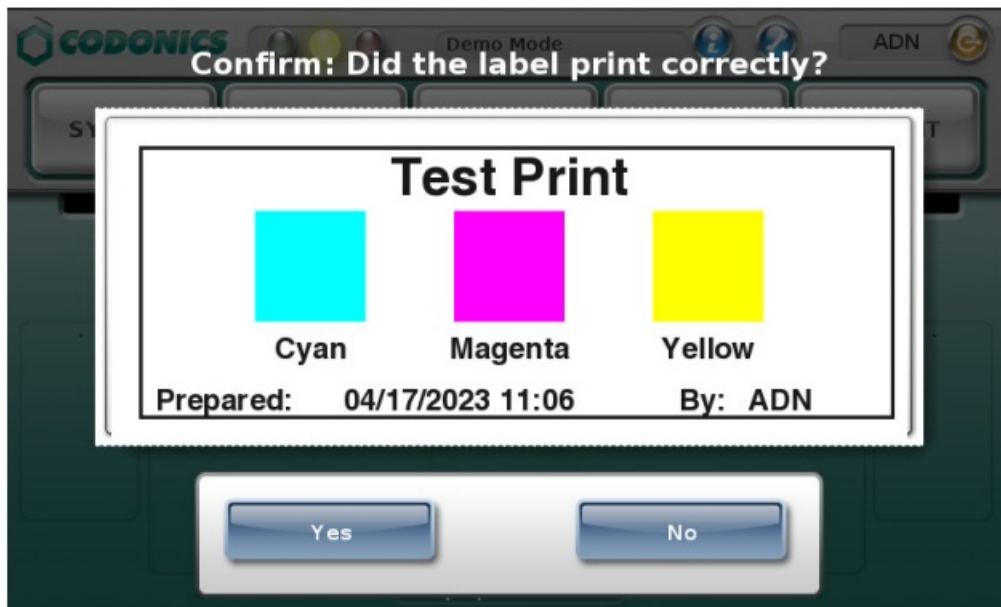 CODONICS Demo Mode ADN
Confirm: Did the label print correctly?
SY T
Test Print
Cyan Magenta Yellow
Prepared: 04/17/2023 11:06 By: ADN
Yes No